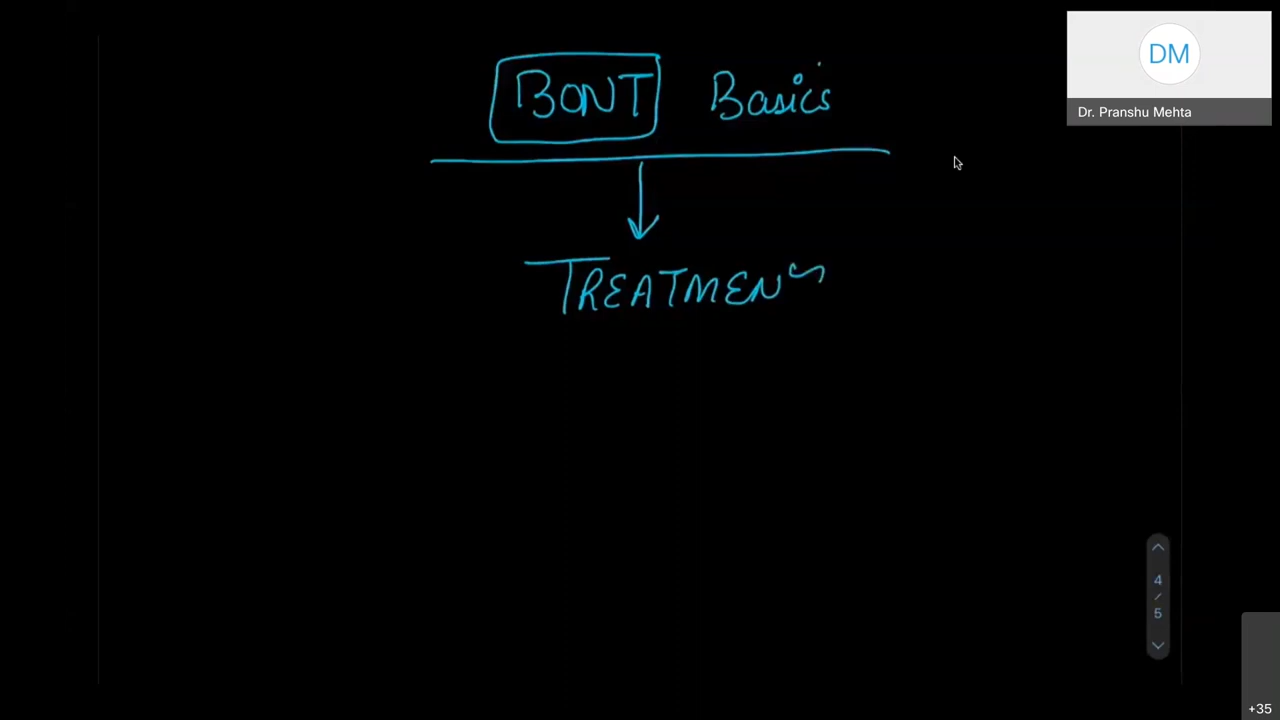 BONT Basics
TREATMENT
DM
Dr. Pranshu Mehta
4
/
5
+35